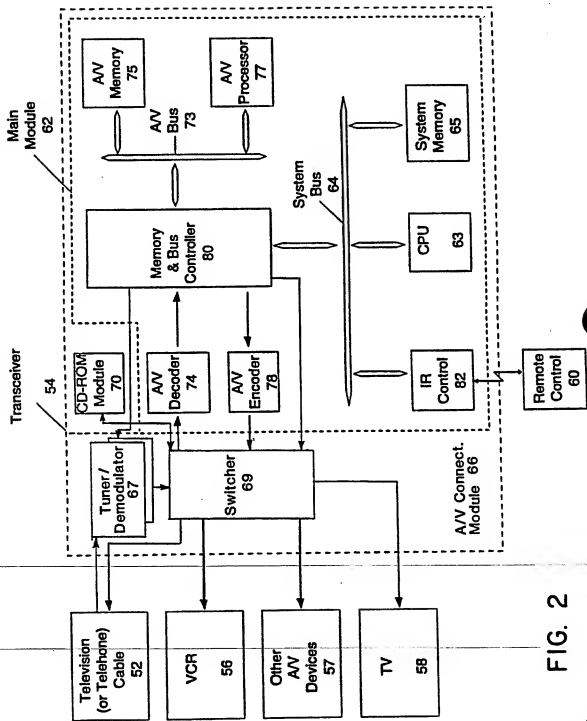 Main
Module
62
Transceiver
54
A/V
Memory
75
A/V
Bus
73
A/V
Processor
77
Memory
& Bus
Controller
80
System
Bus
64
System
Memory
65
CPU
63
IR
Control
82
Remote
Control
60
CD-ROM
Module
70
A/V
Decoder
74
A/V
Encoder
78
Tuner/
Demodulator
67
Switcher
69
A/V Connect.
Module 66
Television
(or Telehone)
Cable
52
VCR
56
Other
A/V
Devices
57
TV
58
FIG. 2